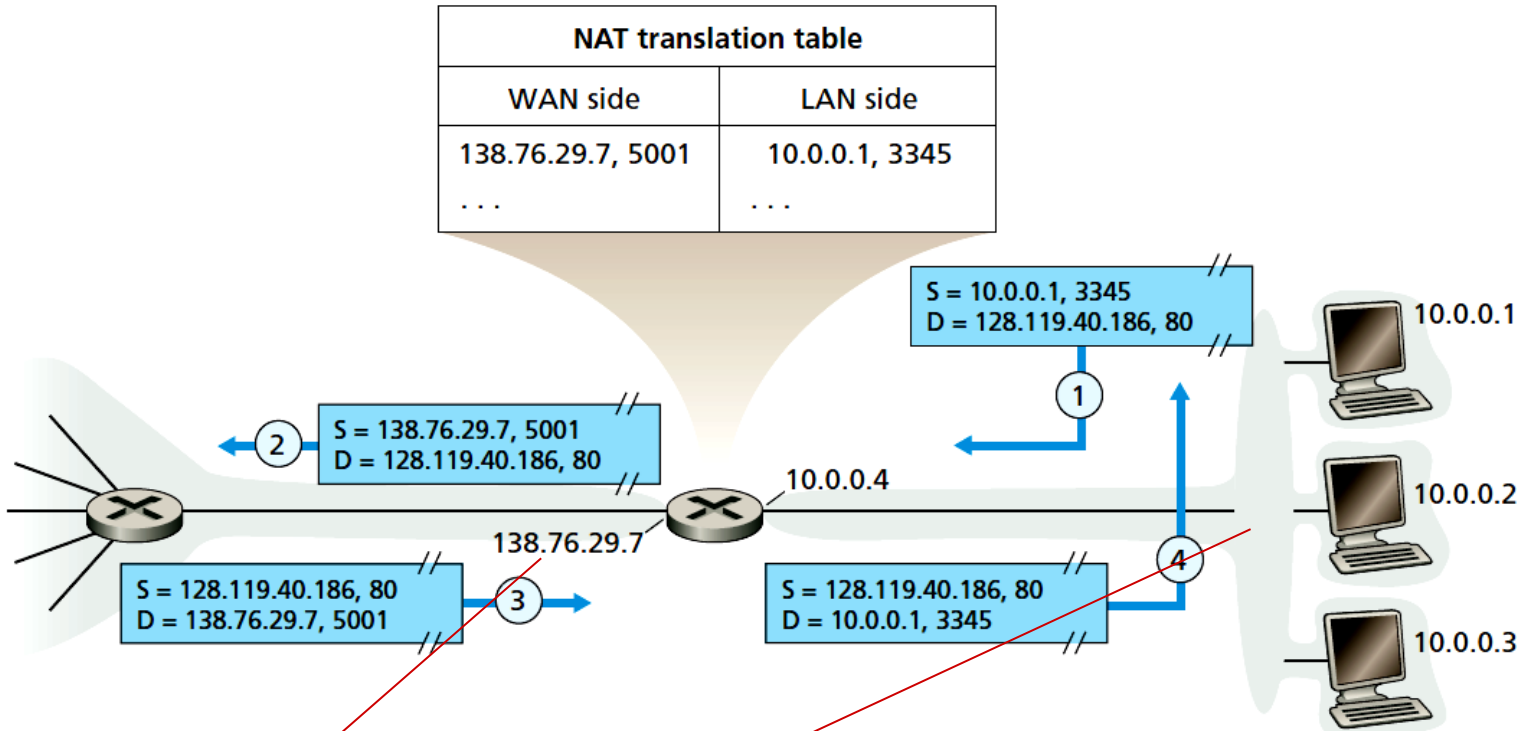 NAT translation table
WAN side
LAN side
138.76.29.7, 5001
10.0.0.1, 3345
. . .
. . .
S = 10.0.0.1, 3345
D = 128.119.40.186, 80
10.0.0.1
1
2
S = 138.76.29.7, 5001
D = 128.119.40.186, 80
10.0.0.4
10.0.0.2
138.76.29.7
S = 128.119.40.186, 80
D = 138.76.29.7, 5001
3
S = 128.119.40.186, 80
D = 10.0.0.1, 3345
4
10.0.0.3